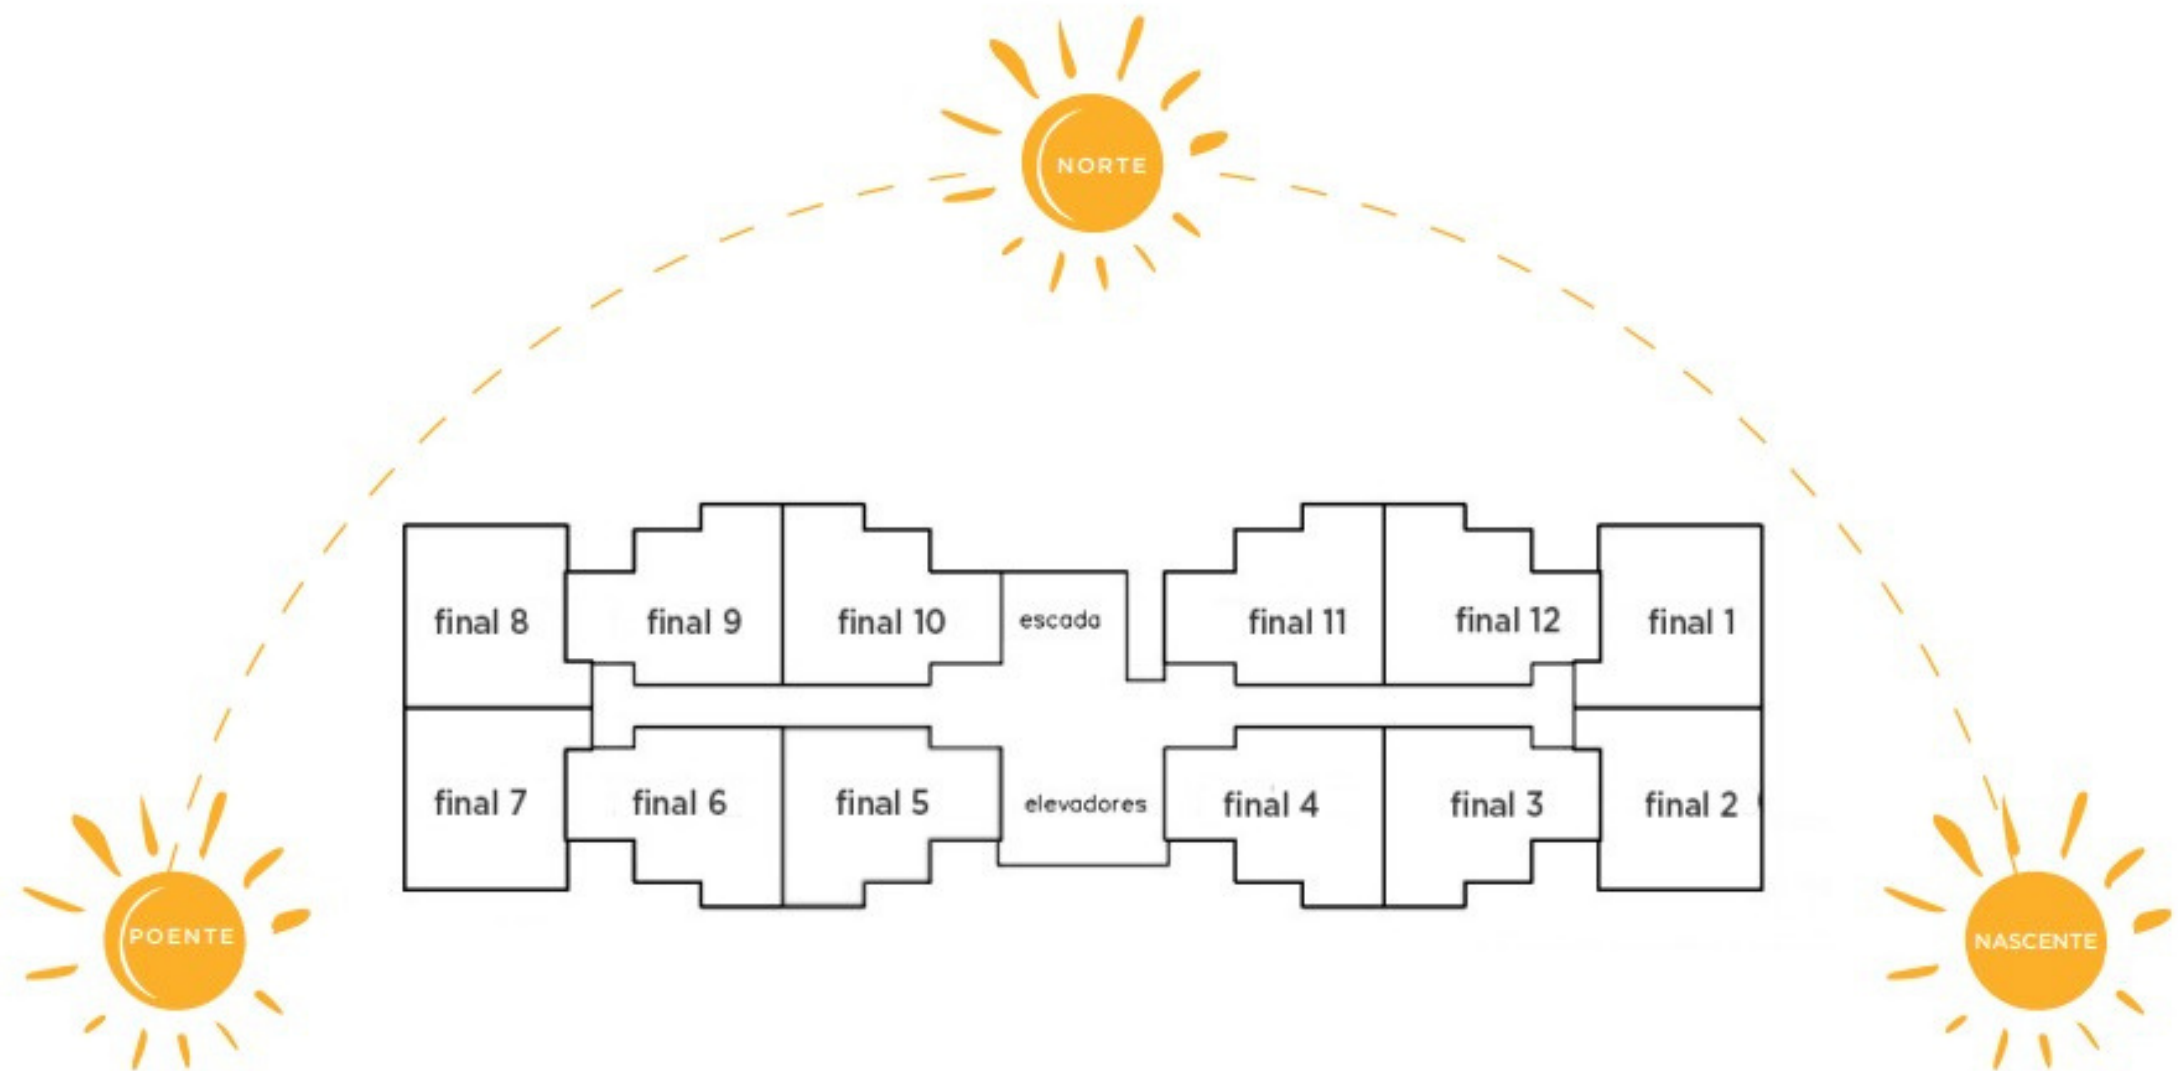 NORTE
final 8
final 9
final 10
escada
final 11
final 12
final 1
final 7
final 6
final 5
elevadores
final 4
final 3
final 2
POENTE
NASCENTE